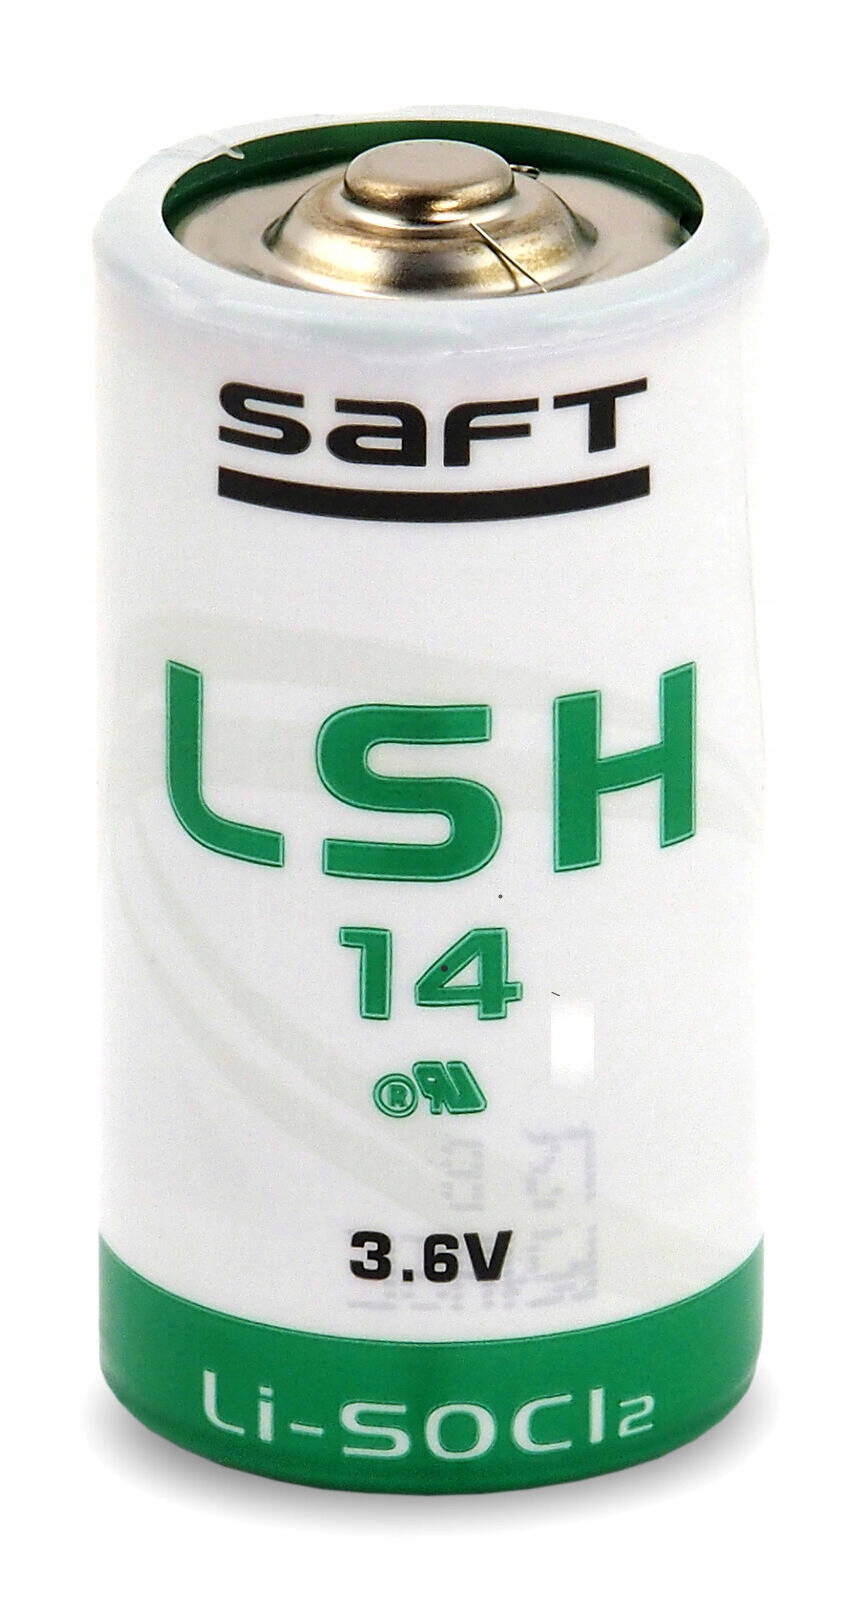 SAFT
LSH
14
®
3.6V
Li-SOCl2